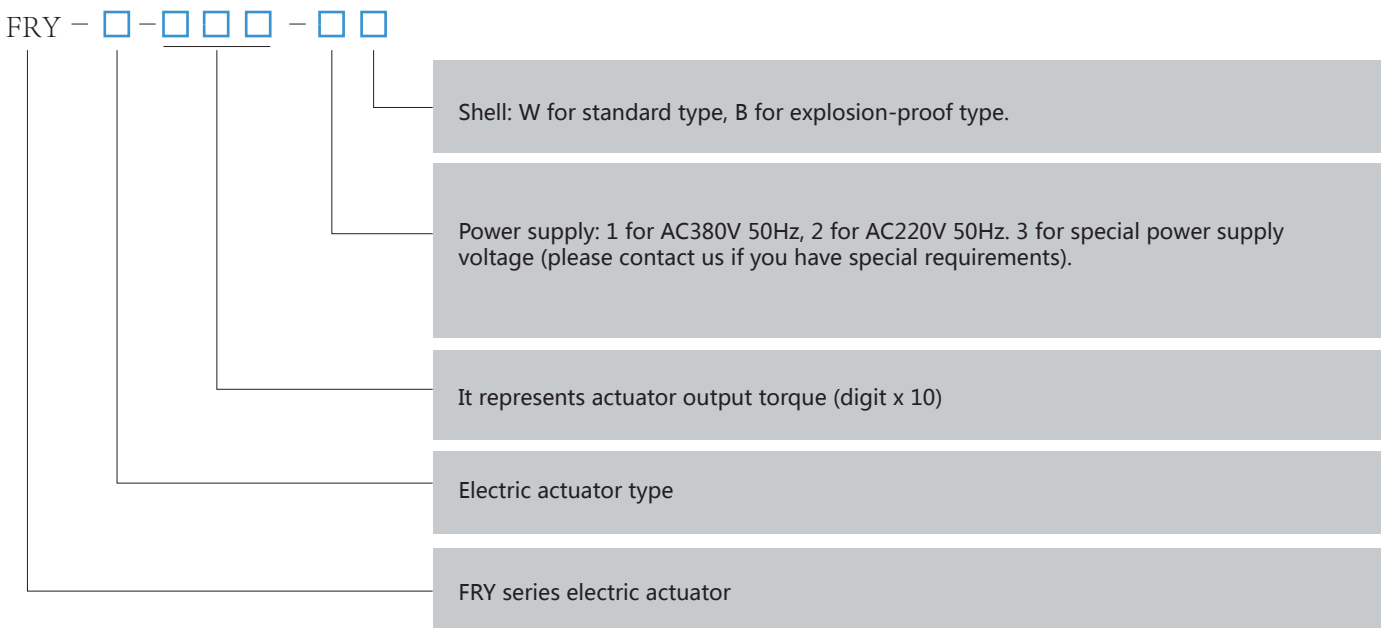 FRY - □ - □ □ □ - □ □
Shell: W for standard type, B for explosion-proof type.
Power supply: 1 for AC380V 50Hz, 2 for AC220V 50Hz. 3 for special power supply
voltage (please contact us if you have special requirements).
It represents actuator output torque (digit x 10)
Electric actuator type
FRY series electric actuator